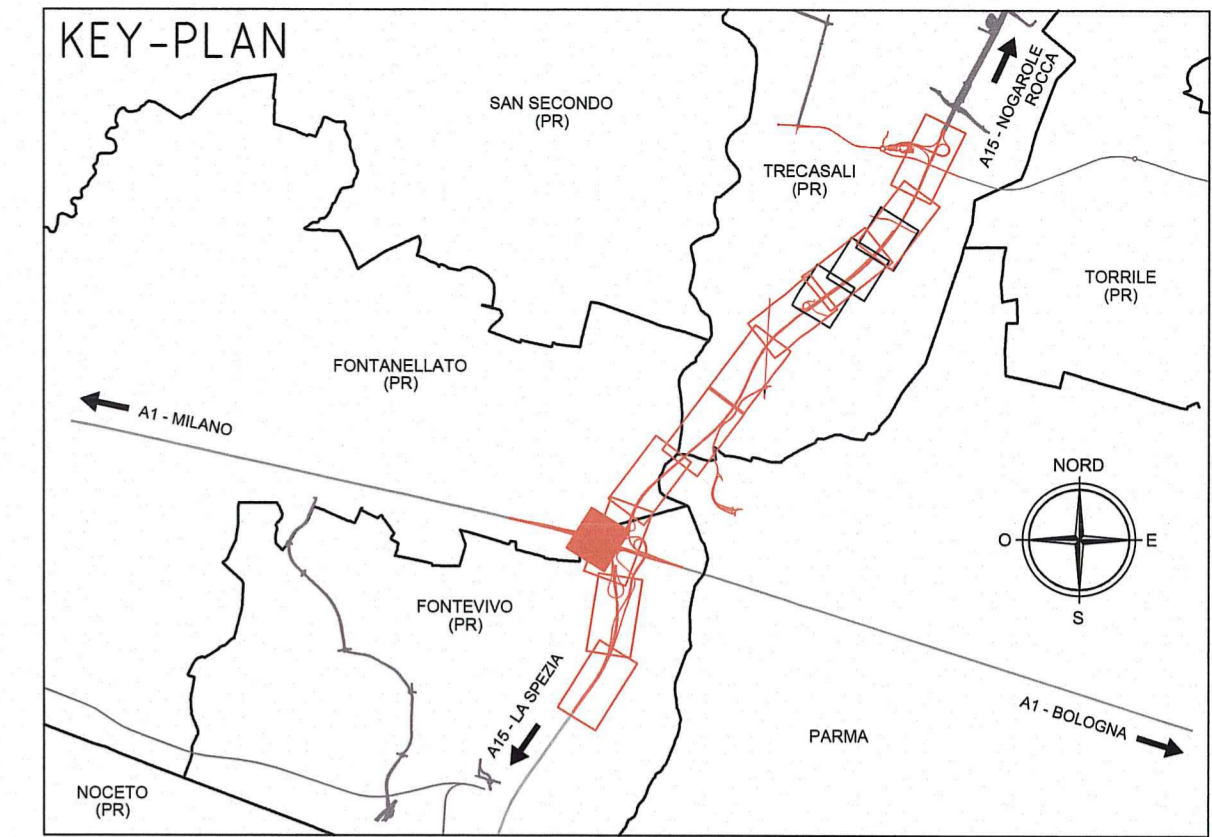 KEY-PLAN
SAN SECONDO
(PR)
A15 - NOGAROLE
ROCCA
TRECASALI
(PR)
TORRILE
(PR)
FONTANELLATO
(PR)
A1 - MILANO
NORD
O
E
S
FONTEVIVO
(PR)
A15 - LA SPEZIA
A1 - BOLOGNA
PARMA
NOCETO
(PR)